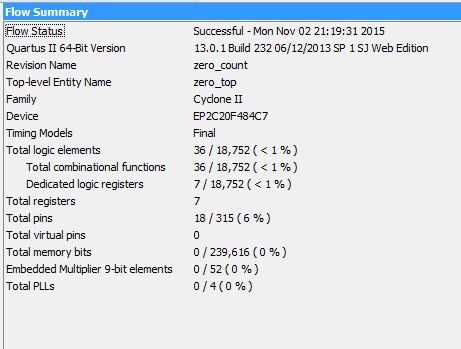 Flow Summary
Flow Status Successful - Mon Nov 02 21:19:31 2015
Quartus II 64-Bit Version 13.0.1 Build 232 06/12/2013 SP 1 SJ Web Edition
Revision Name zero_count
Top-level Entity Name zero_top
Family Cyclone II
Device EP2C20F484C7
Timing Models Final
Total logic elements 36 / 18,752 ( < 1 % )
Total combinational functions 36 / 18,752 ( < 1 % )
Dedicated logic registers 7 / 18,752 ( < 1 % )
Total registers 7
Total pins 18 / 315 ( 6 % )
Total virtual pins 0
Total memory bits 0 / 239,616 ( 0 % )
Embedded Multiplier 9-bit elements 0 / 52 ( 0 % )
Total PLLs 0 / 4 ( 0 % )